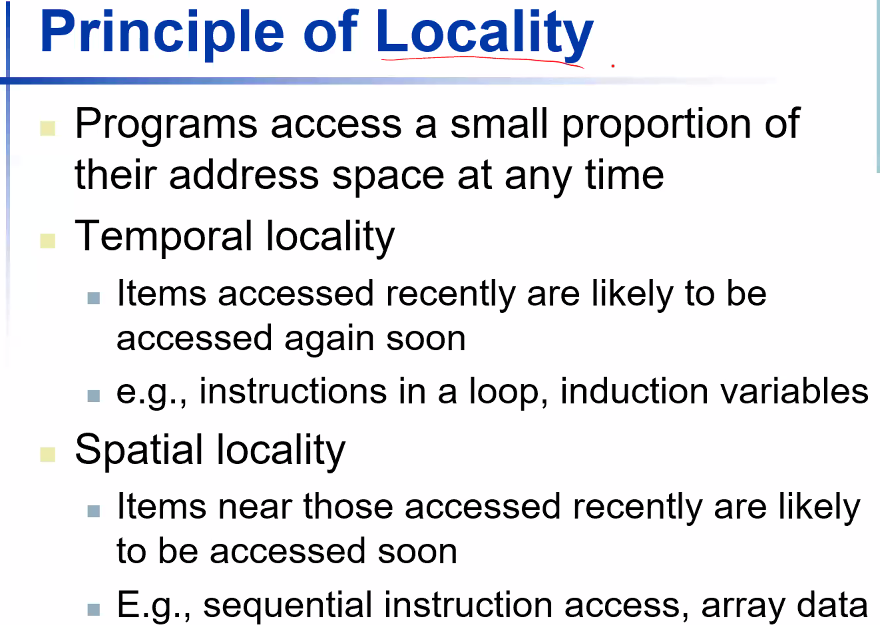 Principle of Locality
Programs access a small proportion of
their address space at any time
Temporal locality
Items accessed recently are likely to be
accessed again soon
e.g., instructions in a loop, induction variables
Spatial locality
Items near those accessed recently are likely
to be accessed soon
E.g., sequential instruction access, array data